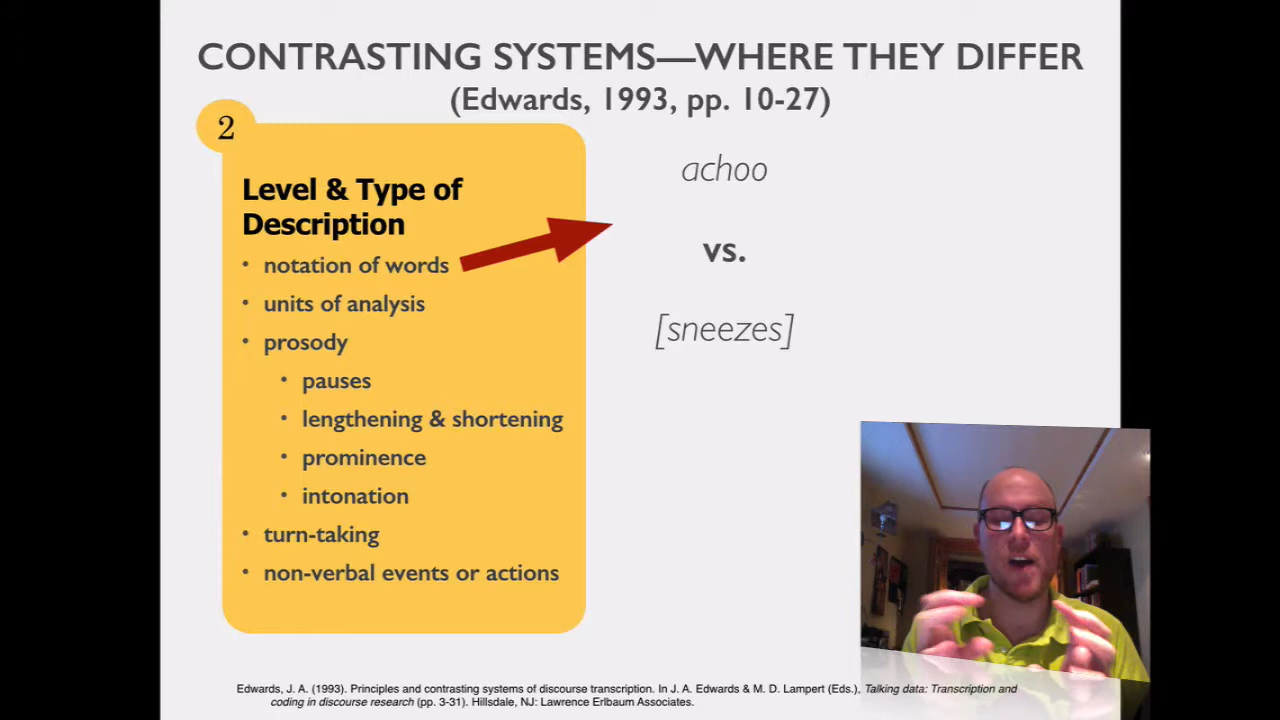 CONTRASTING SYSTEMS—WHERE THEY DIFFER
(Edwards, 1993, pp. 10-27)
2
Level & Type of
Description
• notation of words
• units of analysis
• prosody
• pauses
• lengthening & shortening
• prominence
• intonation
• turn-taking
• non-verbal events or actions
achoo
vs.
[sneezes]
Edwards, J. A. (1993). Principles and contrasting systems of discourse transcription. In J. A. Edwards & M. D. Lampert (Eds.), Talking data: Transcription and
coding in discourse research (pp. 3-31). Hillsdale, NJ: Lawrence Erlbaum Associates.